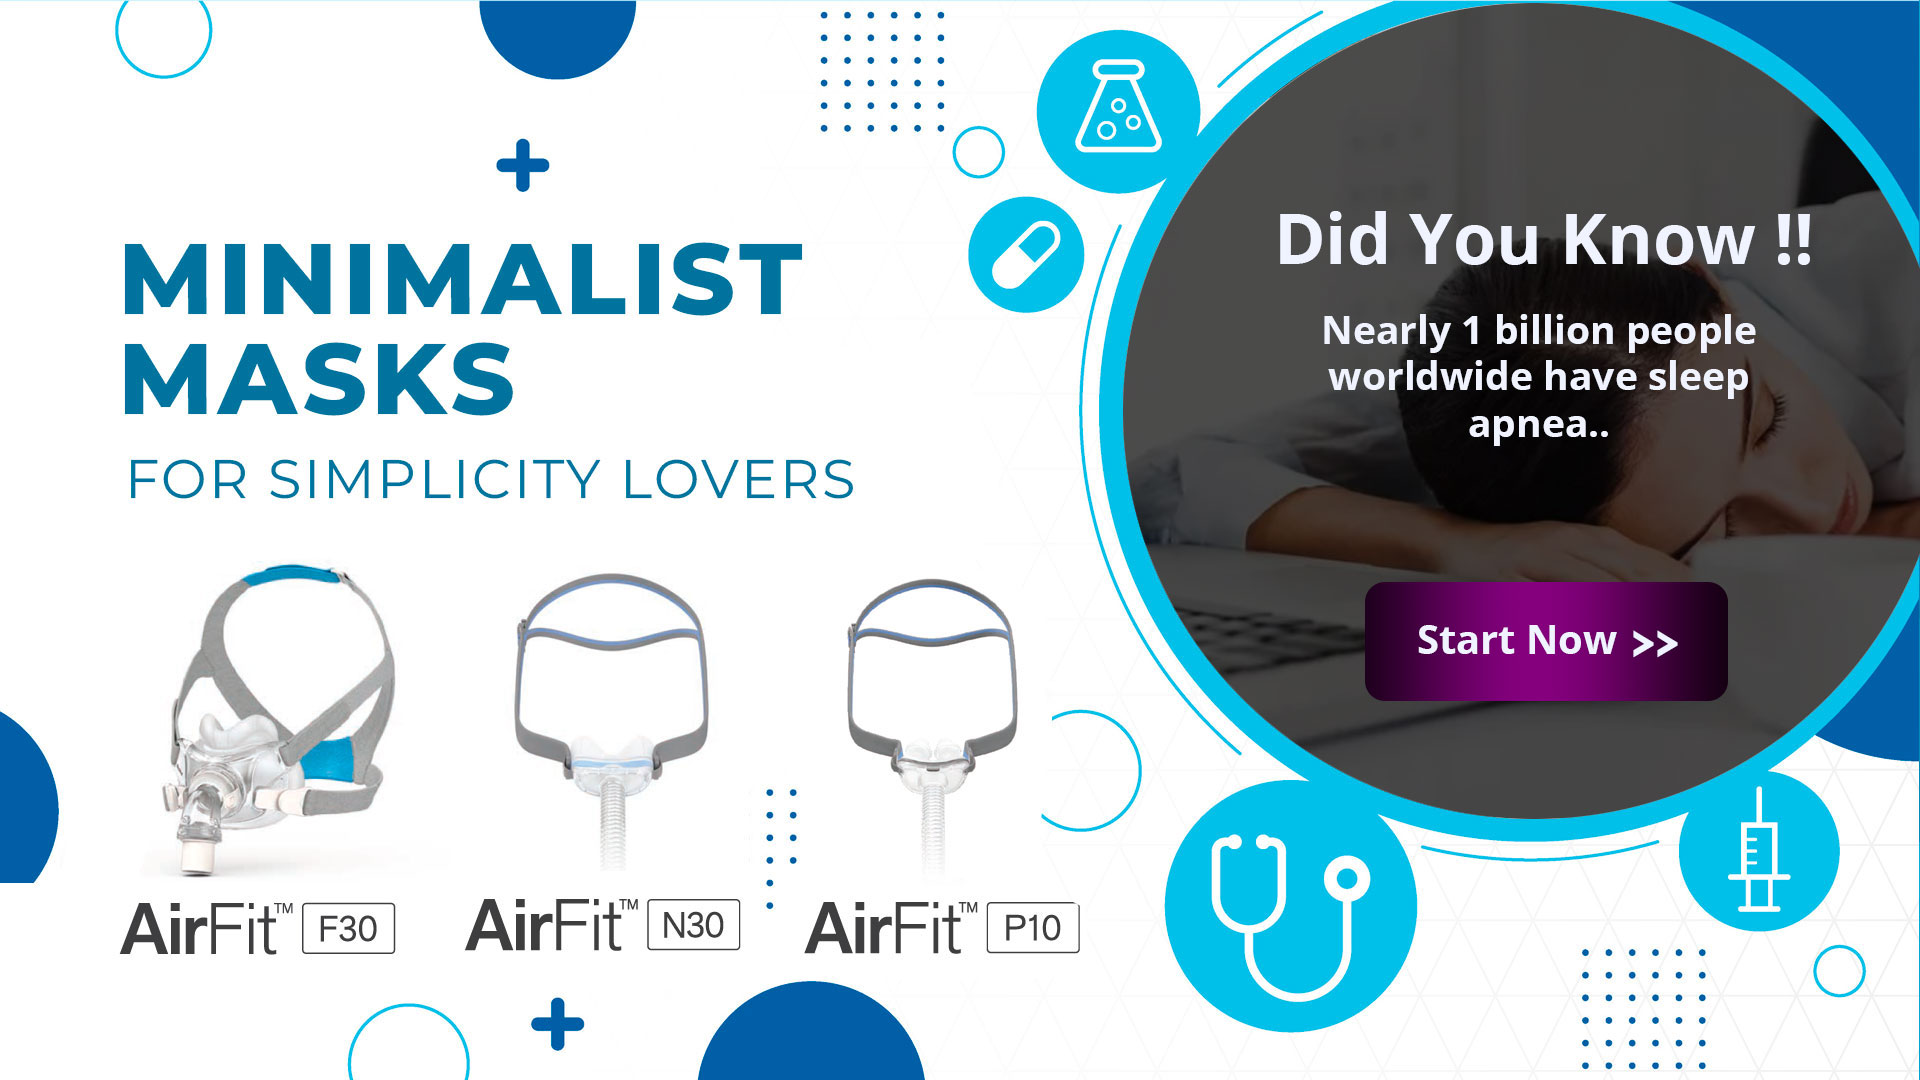 MINIMALIST
MASKS
FOR SIMPLICITY LOVERS
AirFit™ F30
AirFit™ N30
AirFit™ P10
Did You Know !!
Nearly 1 billion people
worldwide have sleep
apnea..
Start Now >>